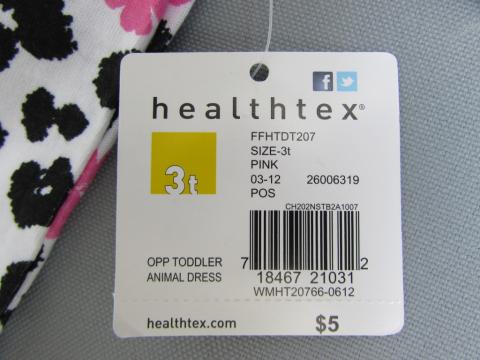 healthtex®
FFHTDT207
SIZE-3t
PINK
03-12 26006319
POS
3t
CH202NSTB2A1007
OPP TODDLER
ANIMAL DRESS
7 18467 21031 2
WMHT20766-0612
healthtex.com $5